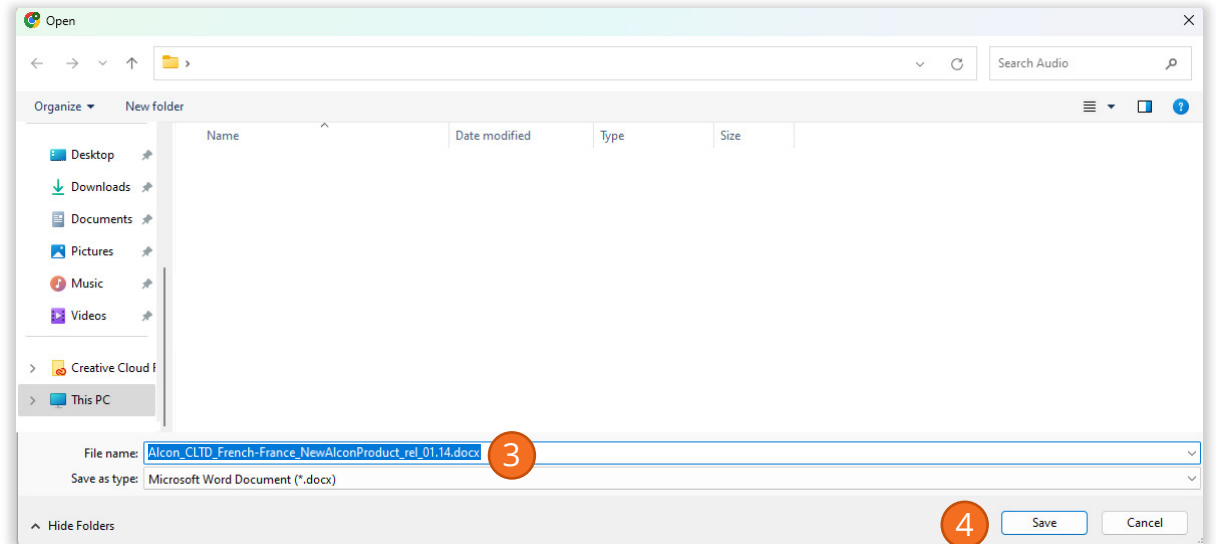 Open
Search Audio
Organize New folder
Name Date modified Type Size
Desktop
Downloads
Documents
Pictures
Music
Videos
Creative Cloud F
This PC
File name: Alcon_CLTD_French-France_NewAlconProduct_rel_01.14.docx 3
Save as type: Microsoft Word Document (*.docx)
Hide Folders 4 Save Cancel